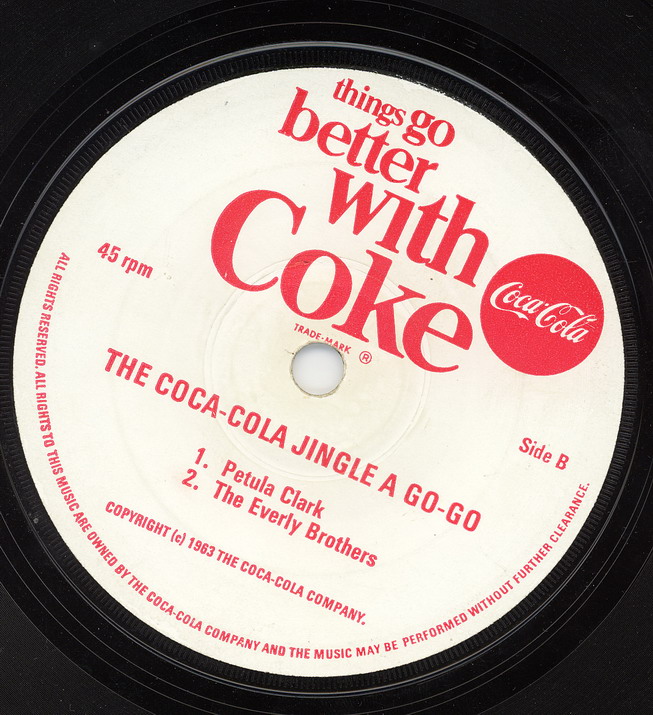 things go
better
with
Coke
TRADE-MARK ®
Coca-Cola
45 rpm
THE COCA-COLA JINGLE A GO-GO
Side B
1. Petula Clark
2. The Everly Brothers
COPYRIGHT (c) 1963 THE COCA-COLA COMPANY.
ALL RIGHTS RESERVED. ALL RIGHTS TO THIS MUSIC ARE OWNED BY THE COCA-COLA COMPANY AND THE MUSIC MAY BE PERFORMED WITHOUT FURTHER CLEARANCE.